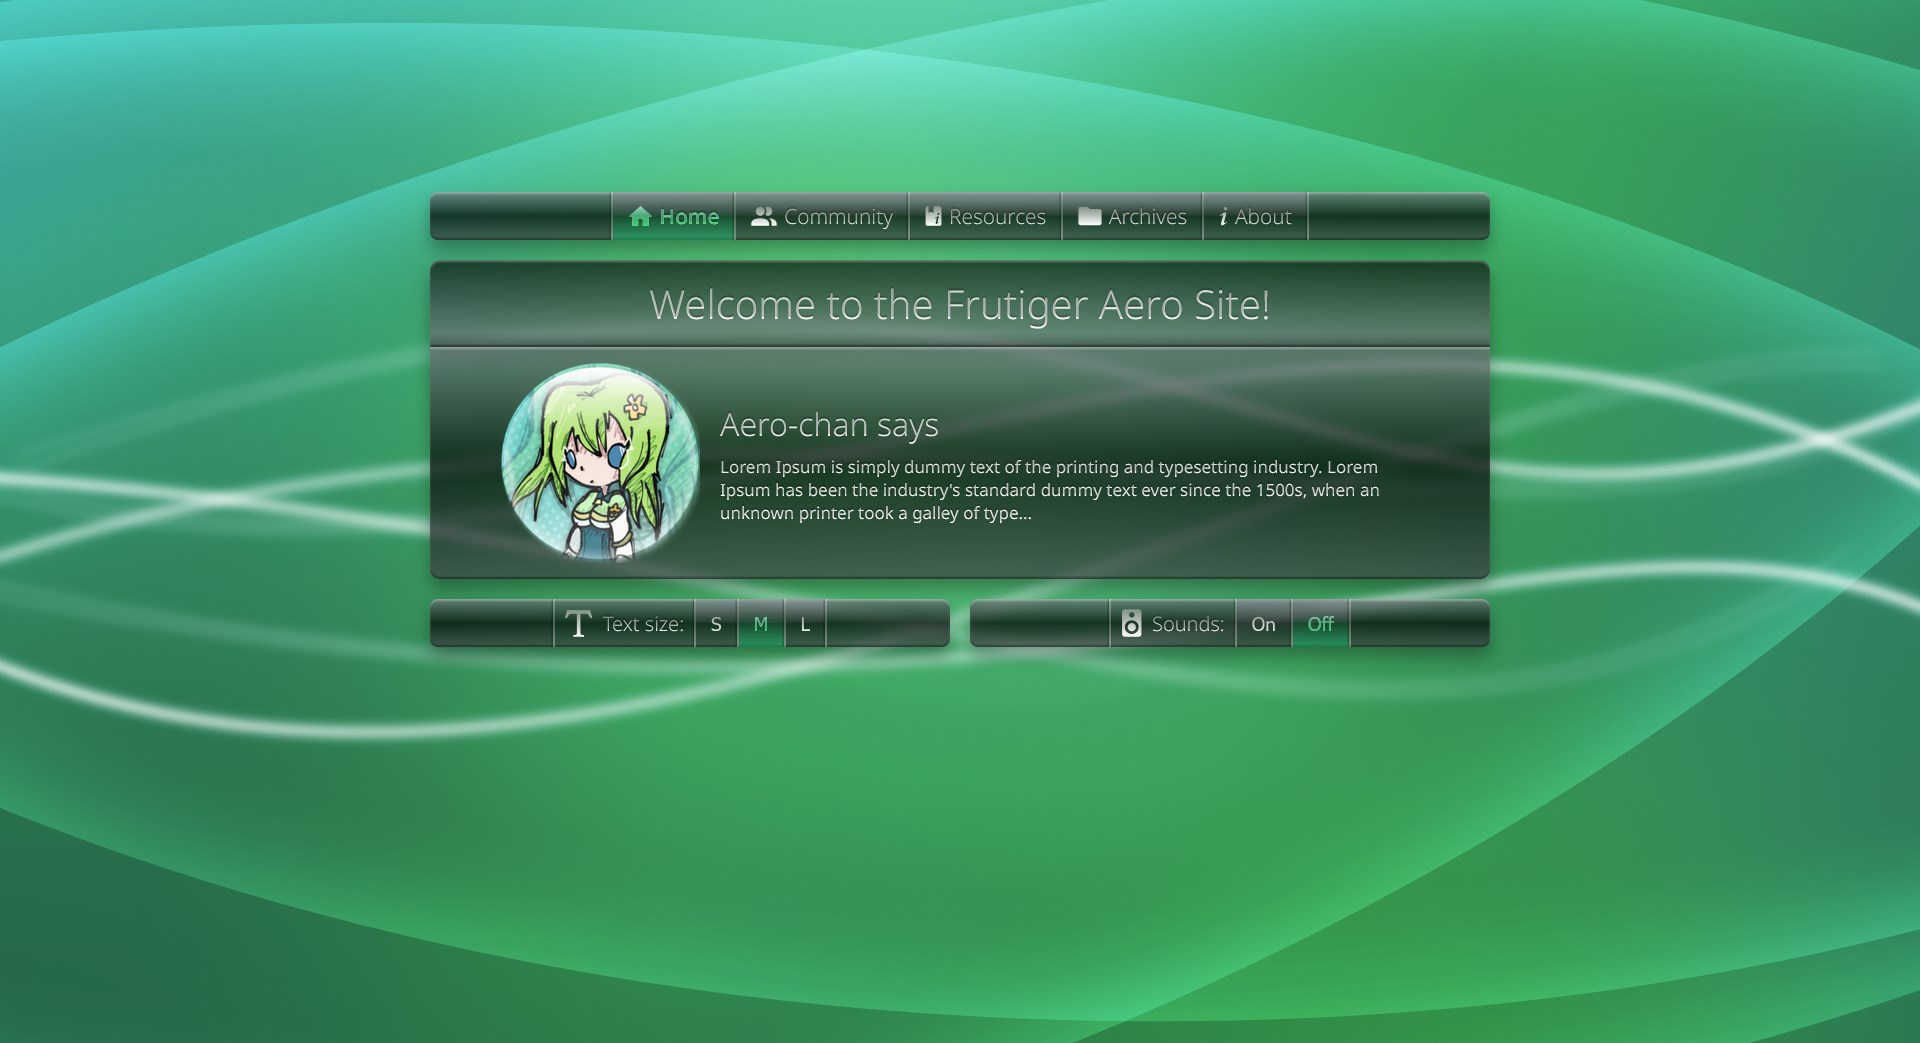 Home Community Resources Archives About
Welcome to the Frutiger Aero Site!
Aero-chan says
Lorem Ipsum is simply dummy text of the printing and typesetting industry. Lorem
Ipsum has been the industry's standard dummy text ever since the 1500s, when an
unknown printer took a galley of type...
Text size: S M L
Sounds: On Off